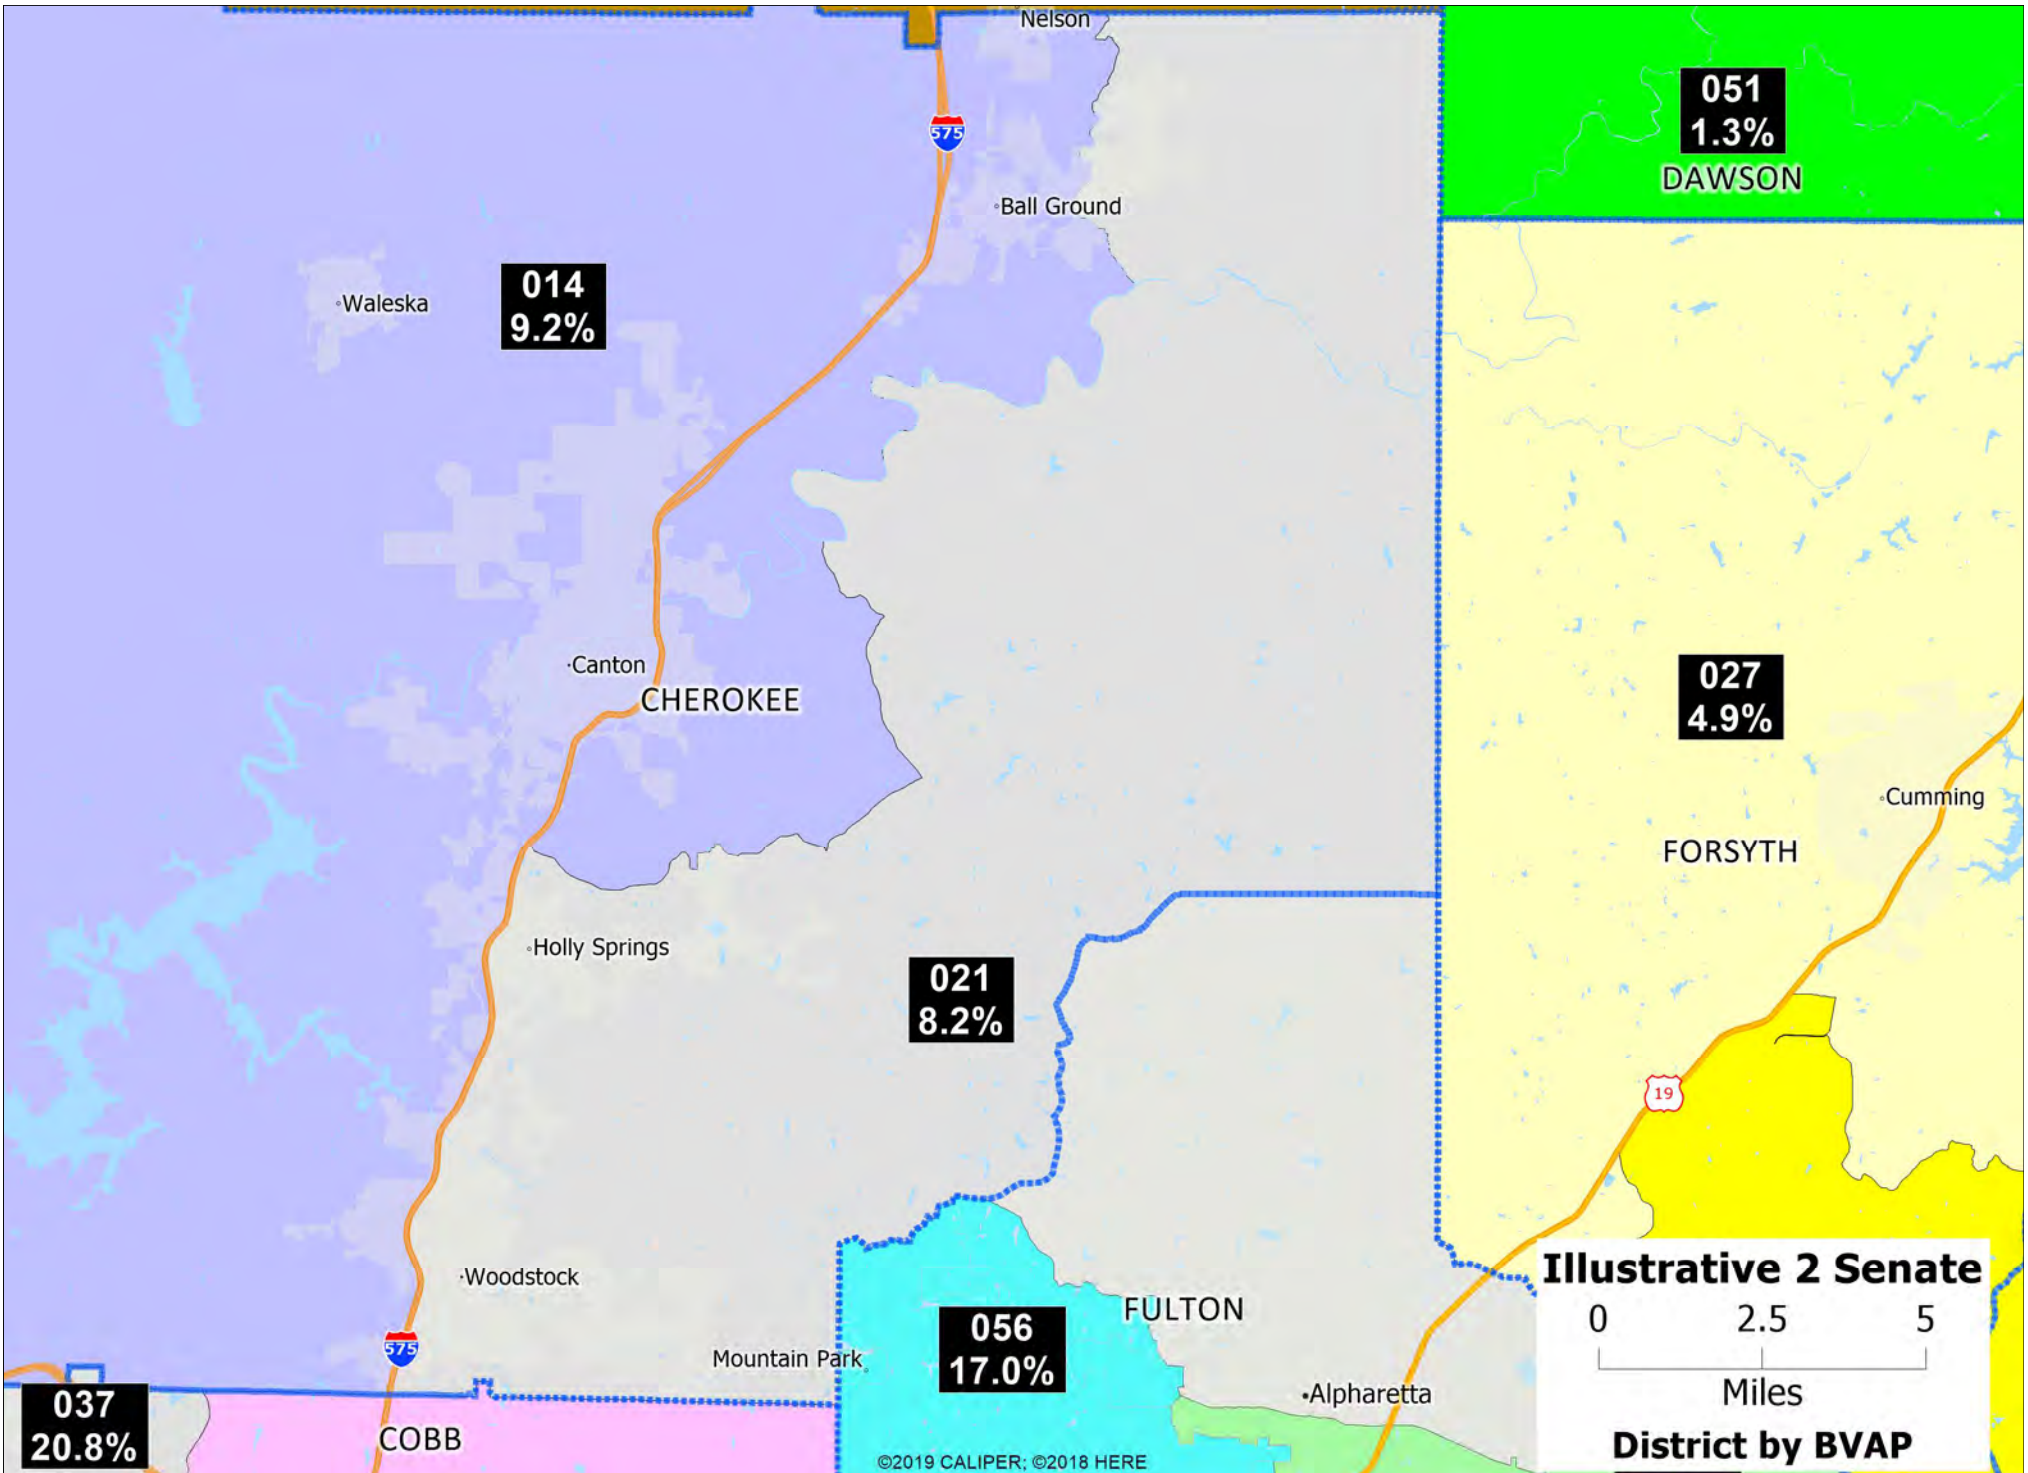 Nelson
051
1.3%
DAWSON
575
Ball Ground
014
9.2%
Waleska
Canton
CHEROKEE
027
4.9%
Cumming
FORSYTH
Holly Springs
021
8.2%
19
Woodstock
575
Mountain Park
056
17.0%
FULTON
Alpharetta
037
20.8%
COBB
Illustrative 2 Senate
0 2.5 5
Miles
District by BVAP
©2019 CALIPER; ©2018 HERE